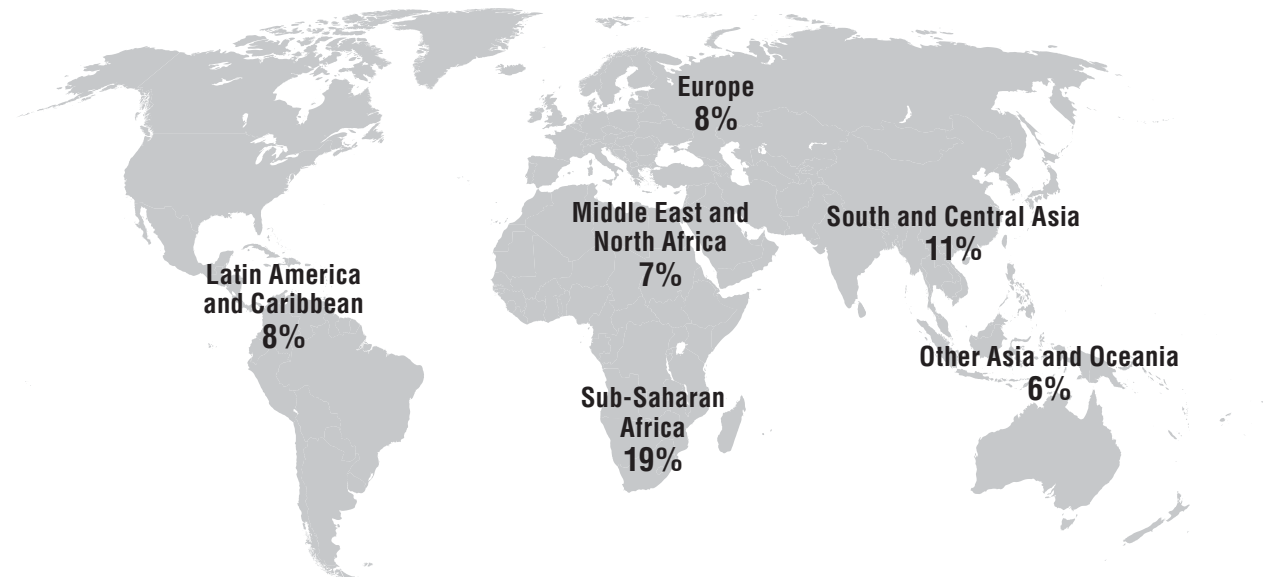 Europe
8%
Middle East and
North Africa
7%
South and Central Asia
11%
Latin America
and Caribbean
8%
Other Asia and Oceania
6%
Sub-Saharan
Africa
19%